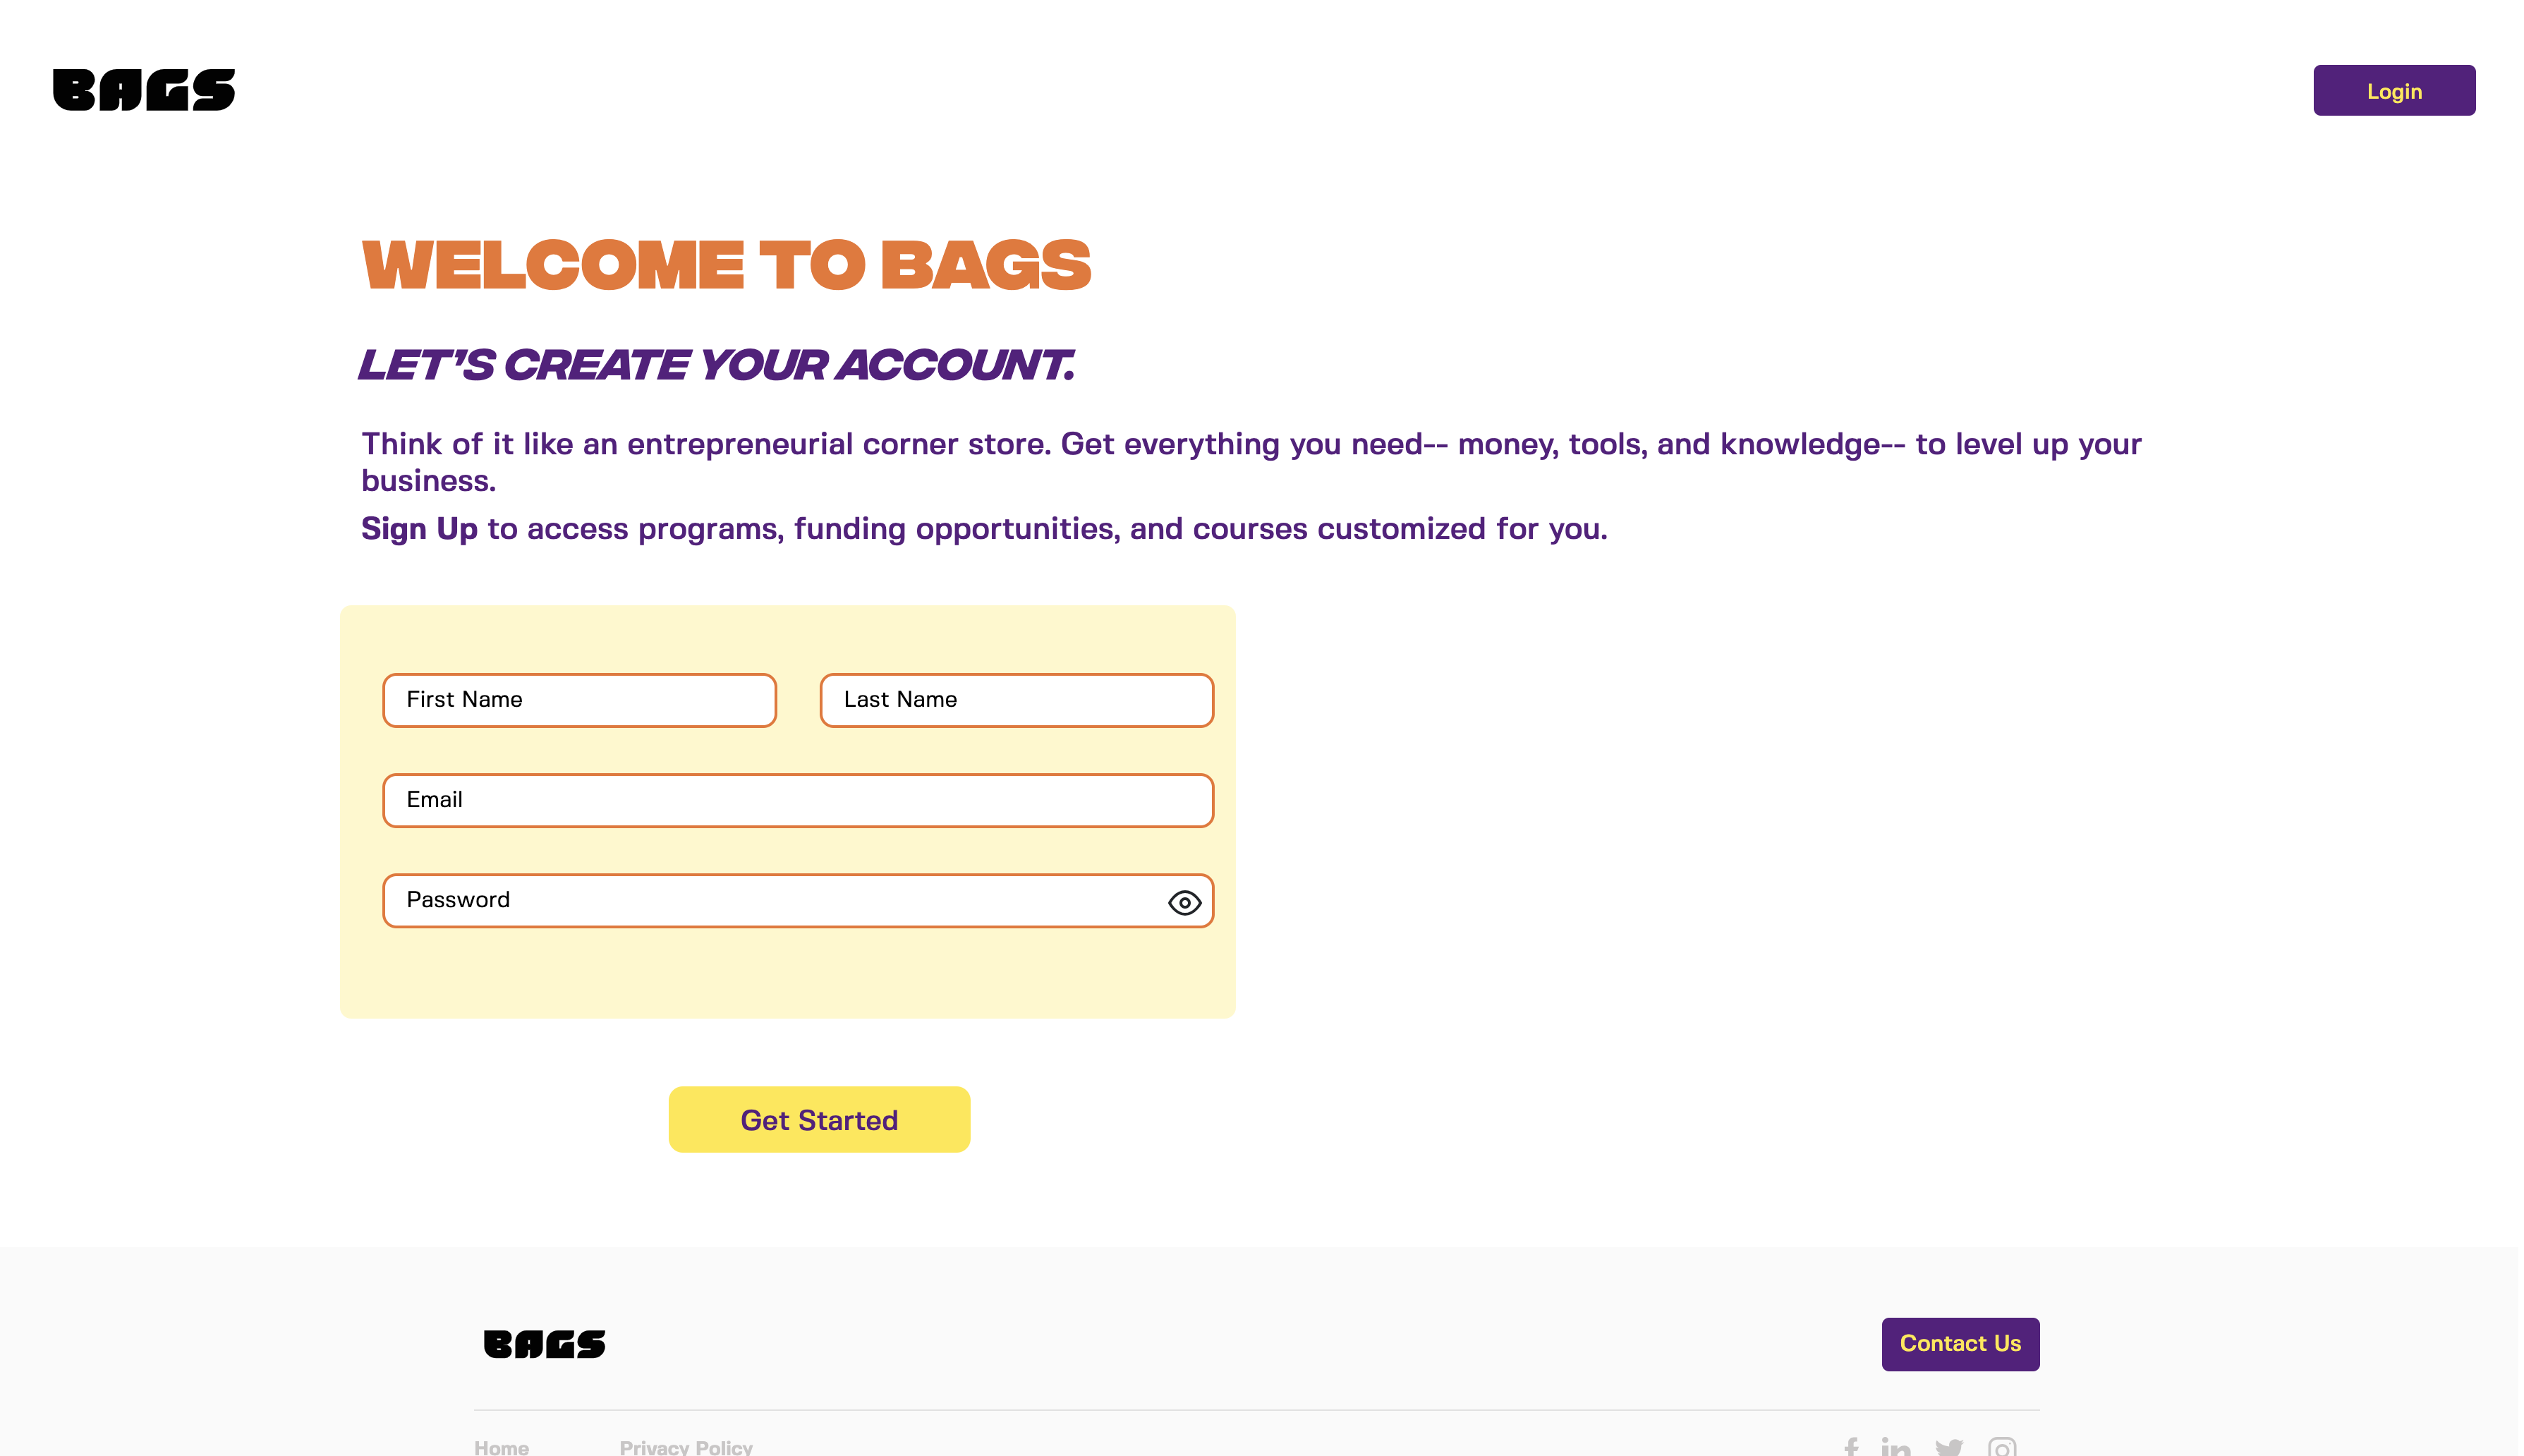 BAGS
Login
WELCOME TO BAGS
LET'S CREATE YOUR ACCOUNT.
Think of it like an entrepreneurial corner store. Get everything you need-- money, tools, and knowledge-- to level up your
business.
Sign Up to access programs, funding opportunities, and courses customized for you.
First Name
Last Name
Email
Password
Get Started
BAGS
Contact Us
Home
Privacy Policy